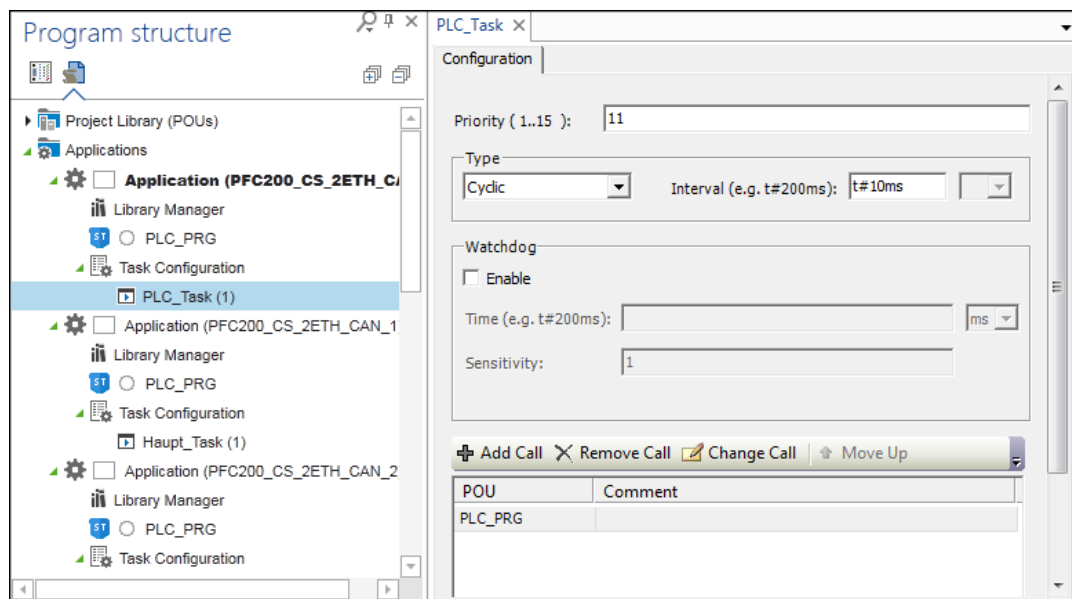 Program structure
Project Library (POUs)
Applications
Application (PFC200_CS_2ETH_CA
Library Manager
ST PLC_PRG
Task Configuration
PLC_Task (1)
Application (PFC200_CS_2ETH_CAN_1)
Library Manager
ST PLC_PRG
Task Configuration
Haupt_Task (1)
Application (PFC200_CS_2ETH_CAN_2
Library Manager
ST PLC_PRG
Task Configuration
PLC_Task
Configuration
Priority ( 1..15 ): 11
Type
Cyclic Interval (e.g. t#200ms): t#10ms
Watchdog
Enable
Time (e.g. t#200ms): ms
Sensitivity: 1
Add Call Remove Call Change Call Move Up
POU Comment
PLC_PRG